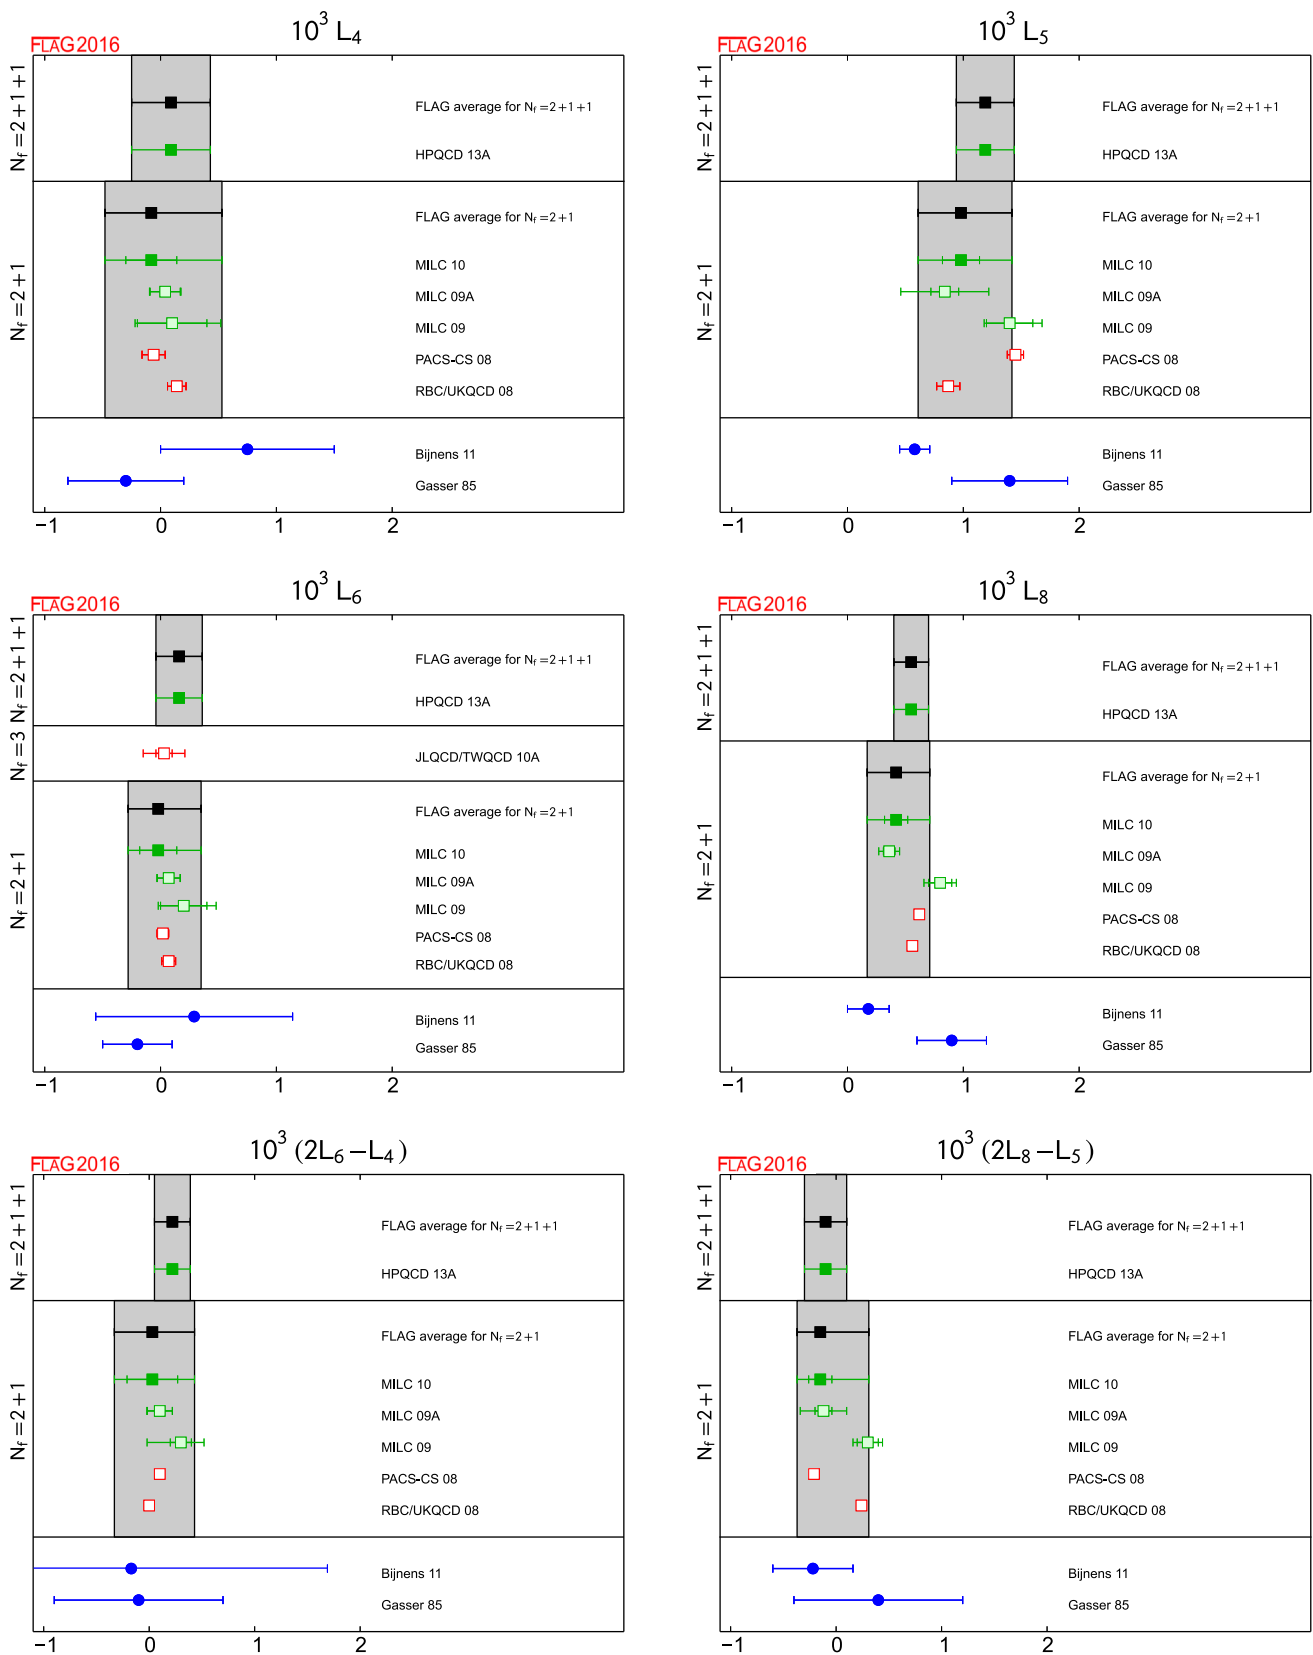 10³ L₄
FLAG2016
N_f = 2+1+1
FLAG average for N_f = 2+1+1
HPQCD 13A
N_f = 2+1
FLAG average for N_f = 2+1
MILC 10
MILC 09A
MILC 09
PACS-CS 08
RBC/UKQCD 08
Bijnens 11
Gasser 85
−1 0 1 2
10³ L₅
FLAG2016
N_f = 2+1+1
FLAG average for N_f = 2+1+1
HPQCD 13A
N_f = 2+1
FLAG average for N_f = 2+1
MILC 10
MILC 09A
MILC 09
PACS-CS 08
RBC/UKQCD 08
Bijnens 11
Gasser 85
−1 0 1 2
10³ L₆
FLAG2016
N_f = 2+1+1
FLAG average for N_f = 2+1+1
HPQCD 13A
N_f = 3
JLQCD/TWQCD 10A
N_f = 2+1
FLAG average for N_f = 2+1
MILC 10
MILC 09A
MILC 09
PACS-CS 08
RBC/UKQCD 08
Bijnens 11
Gasser 85
−1 0 1 2
10³ L₈
FLAG2016
N_f = 2+1+1
FLAG average for N_f = 2+1+1
HPQCD 13A
N_f = 2+1
FLAG average for N_f = 2+1
MILC 10
MILC 09A
MILC 09
PACS-CS 08
RBC/UKQCD 08
Bijnens 11
Gasser 85
−1 0 1 2
10³ (2L₆−L₄)
FLAG2016
N_f = 2+1+1
FLAG average for N_f = 2+1+1
HPQCD 13A
N_f = 2+1
FLAG average for N_f = 2+1
MILC 10
MILC 09A
MILC 09
PACS-CS 08
RBC/UKQCD 08
Bijnens 11
Gasser 85
−1 0 1 2
10³ (2L₈−L₅)
FLAG2016
N_f = 2+1+1
FLAG average for N_f = 2+1+1
HPQCD 13A
N_f = 2+1
FLAG average for N_f = 2+1
MILC 10
MILC 09A
MILC 09
PACS-CS 08
RBC/UKQCD 08
Bijnens 11
Gasser 85
−1 0 1 2